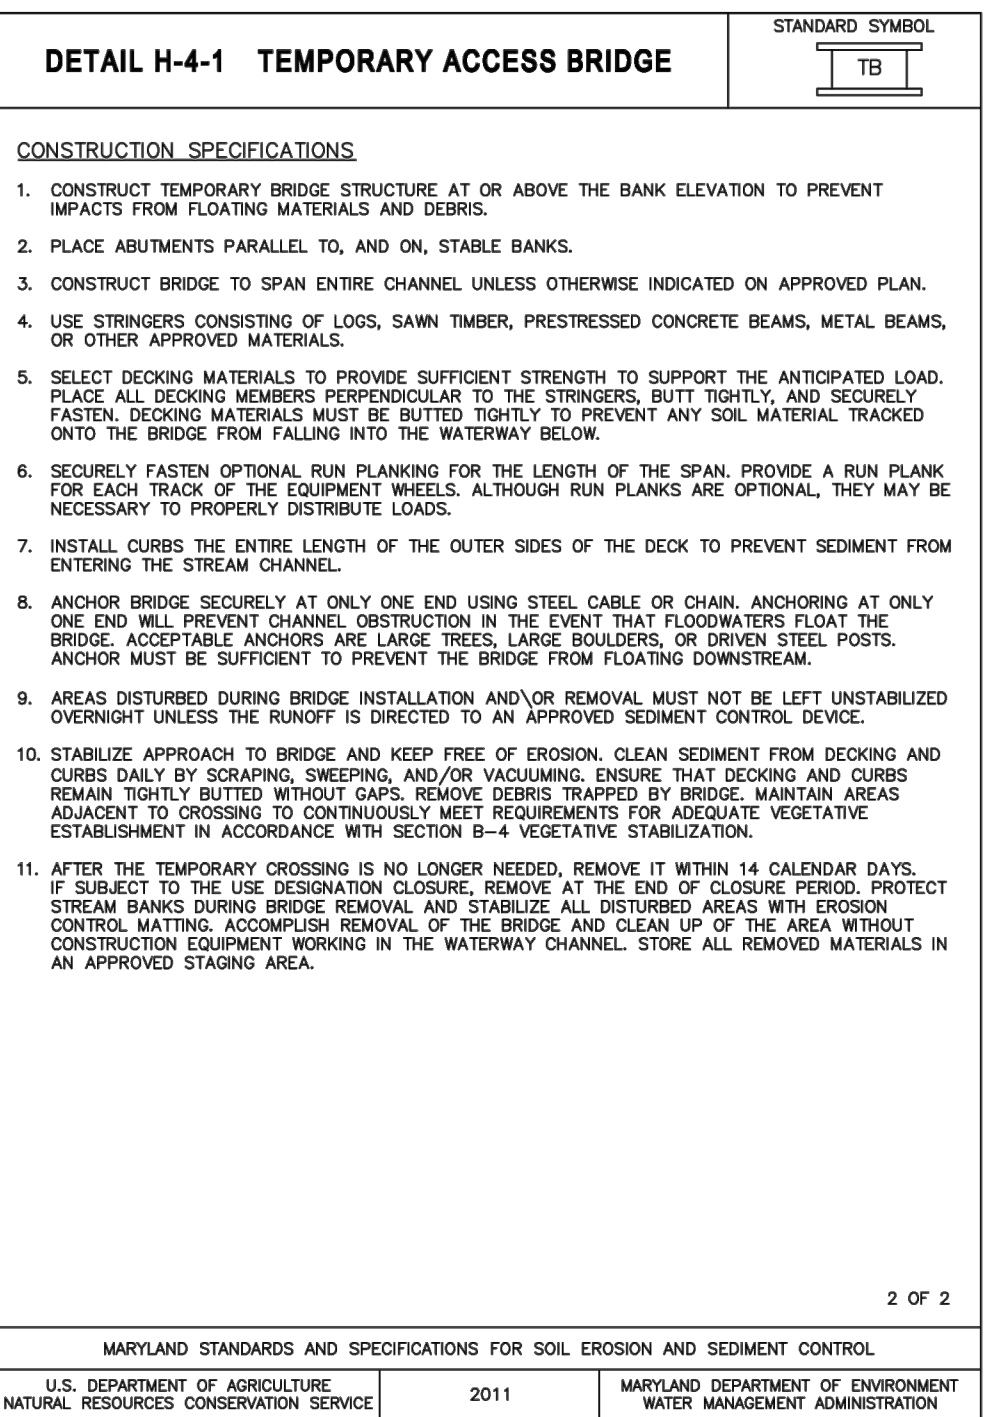 DETAIL H-4-1 TEMPORARY ACCESS BRIDGE
STANDARD SYMBOL
TB
CONSTRUCTION SPECIFICATIONS
1. CONSTRUCT TEMPORARY BRIDGE STRUCTURE AT OR ABOVE THE BANK ELEVATION TO PREVENT
IMPACTS FROM FLOATING MATERIALS AND DEBRIS.
2. PLACE ABUTMENTS PARALLEL TO, AND ON, STABLE BANKS.
3. CONSTRUCT BRIDGE TO SPAN ENTIRE CHANNEL UNLESS OTHERWISE INDICATED ON APPROVED PLAN.
4. USE STRINGERS CONSISTING OF LOGS, SAWN TIMBER, PRESTRESSED CONCRETE BEAMS, METAL BEAMS,
OR OTHER APPROVED MATERIALS.
5. SELECT DECKING MATERIALS TO PROVIDE SUFFICIENT STRENGTH TO SUPPORT THE ANTICIPATED LOAD.
PLACE ALL DECKING MEMBERS PERPENDICULAR TO THE STRINGERS, BUTT TIGHTLY, AND SECURELY
FASTEN. DECKING MATERIALS MUST BE BUTTED TIGHTLY TO PREVENT ANY SOIL MATERIAL TRACKED
ONTO THE BRIDGE FROM FALLING INTO THE WATERWAY BELOW.
6. SECURELY FASTEN OPTIONAL RUN PLANKING FOR THE LENGTH OF THE SPAN. PROVIDE A RUN PLANK
FOR EACH TRACK OF THE EQUIPMENT WHEELS. ALTHOUGH RUN PLANKS ARE OPTIONAL, THEY MAY BE
NECESSARY TO PROPERLY DISTRIBUTE LOADS.
7. INSTALL CURBS THE ENTIRE LENGTH OF THE OUTER SIDES OF THE DECK TO PREVENT SEDIMENT FROM
ENTERING THE STREAM CHANNEL.
8. ANCHOR BRIDGE SECURELY AT ONLY ONE END USING STEEL CABLE OR CHAIN. ANCHORING AT ONLY
ONE END WILL PREVENT CHANNEL OBSTRUCTION IN THE EVENT THAT FLOODWATERS FLOAT THE
BRIDGE. ACCEPTABLE ANCHORS ARE LARGE TREES, LARGE BOULDERS, OR DRIVEN STEEL POSTS.
ANCHOR MUST BE SUFFICIENT TO PREVENT THE BRIDGE FROM FLOATING DOWNSTREAM.
9. AREAS DISTURBED DURING BRIDGE INSTALLATION AND\OR REMOVAL MUST NOT BE LEFT UNSTABILIZED
OVERNIGHT UNLESS THE RUNOFF IS DIRECTED TO AN APPROVED SEDIMENT CONTROL DEVICE.
10. STABILIZE APPROACH TO BRIDGE AND KEEP FREE OF EROSION. CLEAN SEDIMENT FROM DECKING AND
CURBS DAILY BY SCRAPING, SWEEPING, AND/OR VACUUMING. ENSURE THAT DECKING AND CURBS
REMAIN TIGHTLY BUTTED WITHOUT GAPS. REMOVE DEBRIS TRAPPED BY BRIDGE. MAINTAIN AREAS
ADJACENT TO CROSSING TO CONTINUOUSLY MEET REQUIREMENTS FOR ADEQUATE VEGETATIVE
ESTABLISHMENT IN ACCORDANCE WITH SECTION B-4 VEGETATIVE STABILIZATION.
11. AFTER THE TEMPORARY CROSSING IS NO LONGER NEEDED, REMOVE IT WITHIN 14 CALENDAR DAYS.
IF SUBJECT TO THE USE DESIGNATION CLOSURE, REMOVE AT THE END OF CLOSURE PERIOD. PROTECT
STREAM BANKS DURING BRIDGE REMOVAL AND STABILIZE ALL DISTURBED AREAS WITH EROSION
CONTROL MATTING. ACCOMPLISH REMOVAL OF THE BRIDGE AND CLEAN UP OF THE AREA WITHOUT
CONSTRUCTION EQUIPMENT WORKING IN THE WATERWAY CHANNEL. STORE ALL REMOVED MATERIALS IN
AN APPROVED STAGING AREA.
2 OF 2
MARYLAND STANDARDS AND SPECIFICATIONS FOR SOIL EROSION AND SEDIMENT CONTROL
U.S. DEPARTMENT OF AGRICULTURE
NATURAL RESOURCES CONSERVATION SERVICE
2011
MARYLAND DEPARTMENT OF ENVIRONMENT
WATER MANAGEMENT ADMINISTRATION